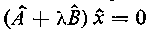 (Â + λB̂) x̂ = 0